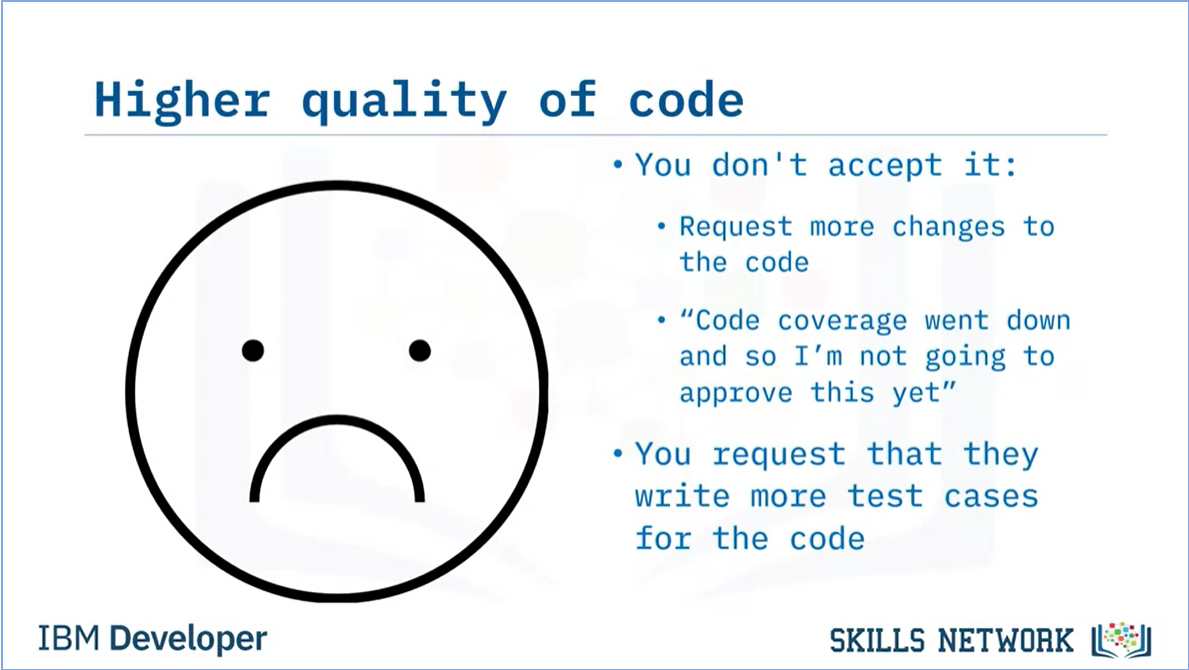 Higher quality of code
• You don't accept it:
• Request more changes to
the code
• “Code coverage went down
and so I’m not going to
approve this yet”
• You request that they
write more test cases
for the code
IBM Developer
SKILLS NETWORK